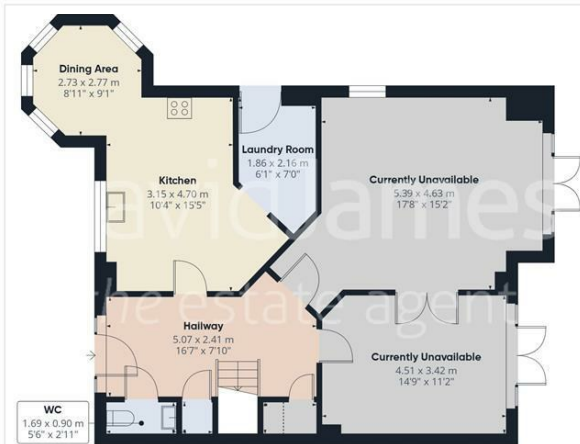 Dining Area
2.73 x 2.77 m
8'11" x 9'1"
Kitchen
3.15 x 4.70 m
10'4" x 15'5"
Laundry Room
1.86 x 2.16 m
6'1" x 7'0"
Currently Unavailable
5.39 x 4.63 m
17'8" x 15'2"
davidjames
the estate agent
Hallway
5.07 x 2.41 m
16'7" x 7'10"
Currently Unavailable
4.51 x 3.42 m
14'9" x 11'2"
WC
1.69 x 0.90 m
5'6" x 2'11"